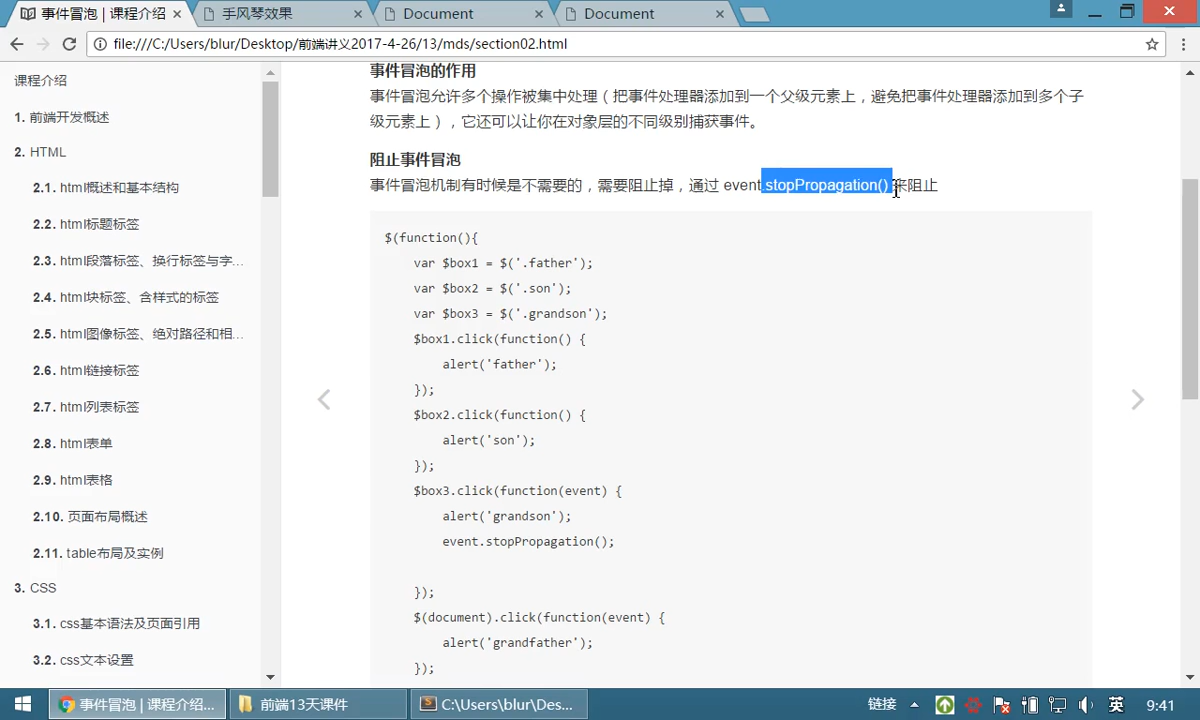 事件冒泡 | 课程介绍
手风琴效果
Document
Document
file:///C:/Users/blur/Desktop/前端讲义2017-4-26/13/mds/section02.html
课程介绍
1. 前端开发概述
2. HTML
2.1. html概述和基本结构
2.2. html标题标签
2.3. html段落标签、换行标签与字...
2.4. html块标签、含样式的标签
2.5. html图像标签、绝对路径和相...
2.6. html链接标签
2.7. html列表标签
2.8. html表单
2.9. html表格
2.10. 页面布局概述
2.11. table布局及实例
3. CSS
3.1. css基本语法及页面引用
3.2. css文本设置
事件冒泡的作用
事件冒泡允许多个操作被集中处理（把事件处理器添加到一个父级元素上，避免把事件处理器添加到多个子
级元素上），它还可以让你在对象层的不同级别捕获事件。
阻止事件冒泡
事件冒泡机制有时候是不需要的，需要阻止掉，通过 event stopPropagation() 来阻止
$(function(){
var $box1 = $('.father');
var $box2 = $('.son');
var $box3 = $('.grandson');
$box1.click(function() {
alert('father');
});
$box2.click(function() {
alert('son');
});
$box3.click(function(event) {
alert('grandson');
event.stopPropagation();
});
$(document).click(function(event) {
alert('grandfather');
});
事件冒泡 | 课程介绍...
前端13天课件
C:\Users\blur\Des...
链接
英
9:41